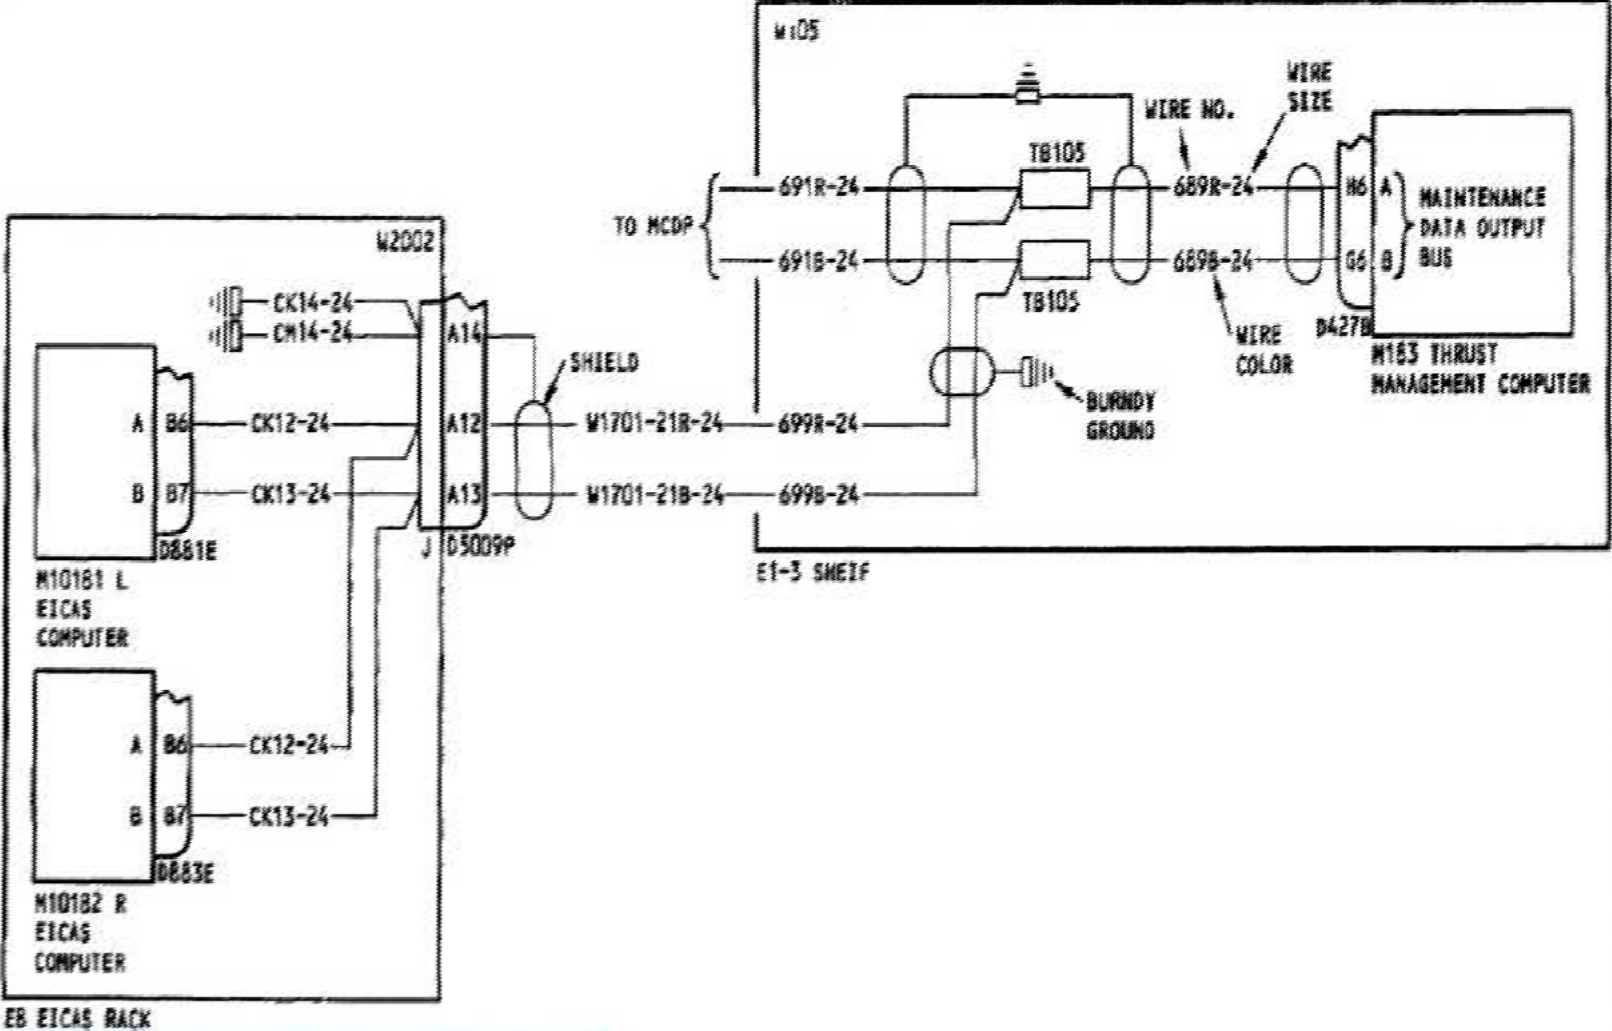 W105
WIRE
SIZE
WIRE NO.
TB105
691R-24
689R-24
H6 A
MAINTENANCE
DATA OUTPUT
BUS
TO MCDP
691B-24
689B-24
G6 B
TB105
D427B
WIRE
COLOR
M183 THRUST
MANAGEMENT COMPUTER
BURNDY
GROUND
W2002
CK14-24
CM14-24
A14
SHIELD
A B6
CK12-24
A12
W1701-21R-24
699R-24
B B7
CK13-24
A13
W1701-21B-24
699B-24
D881E
J D5009P
E1-3 SHEIF
M10181 L
EICAS
COMPUTER
A B6
CK12-24
B B7
CK13-24
D883E
M10182 R
EICAS
COMPUTER
E8 EICAS RACK